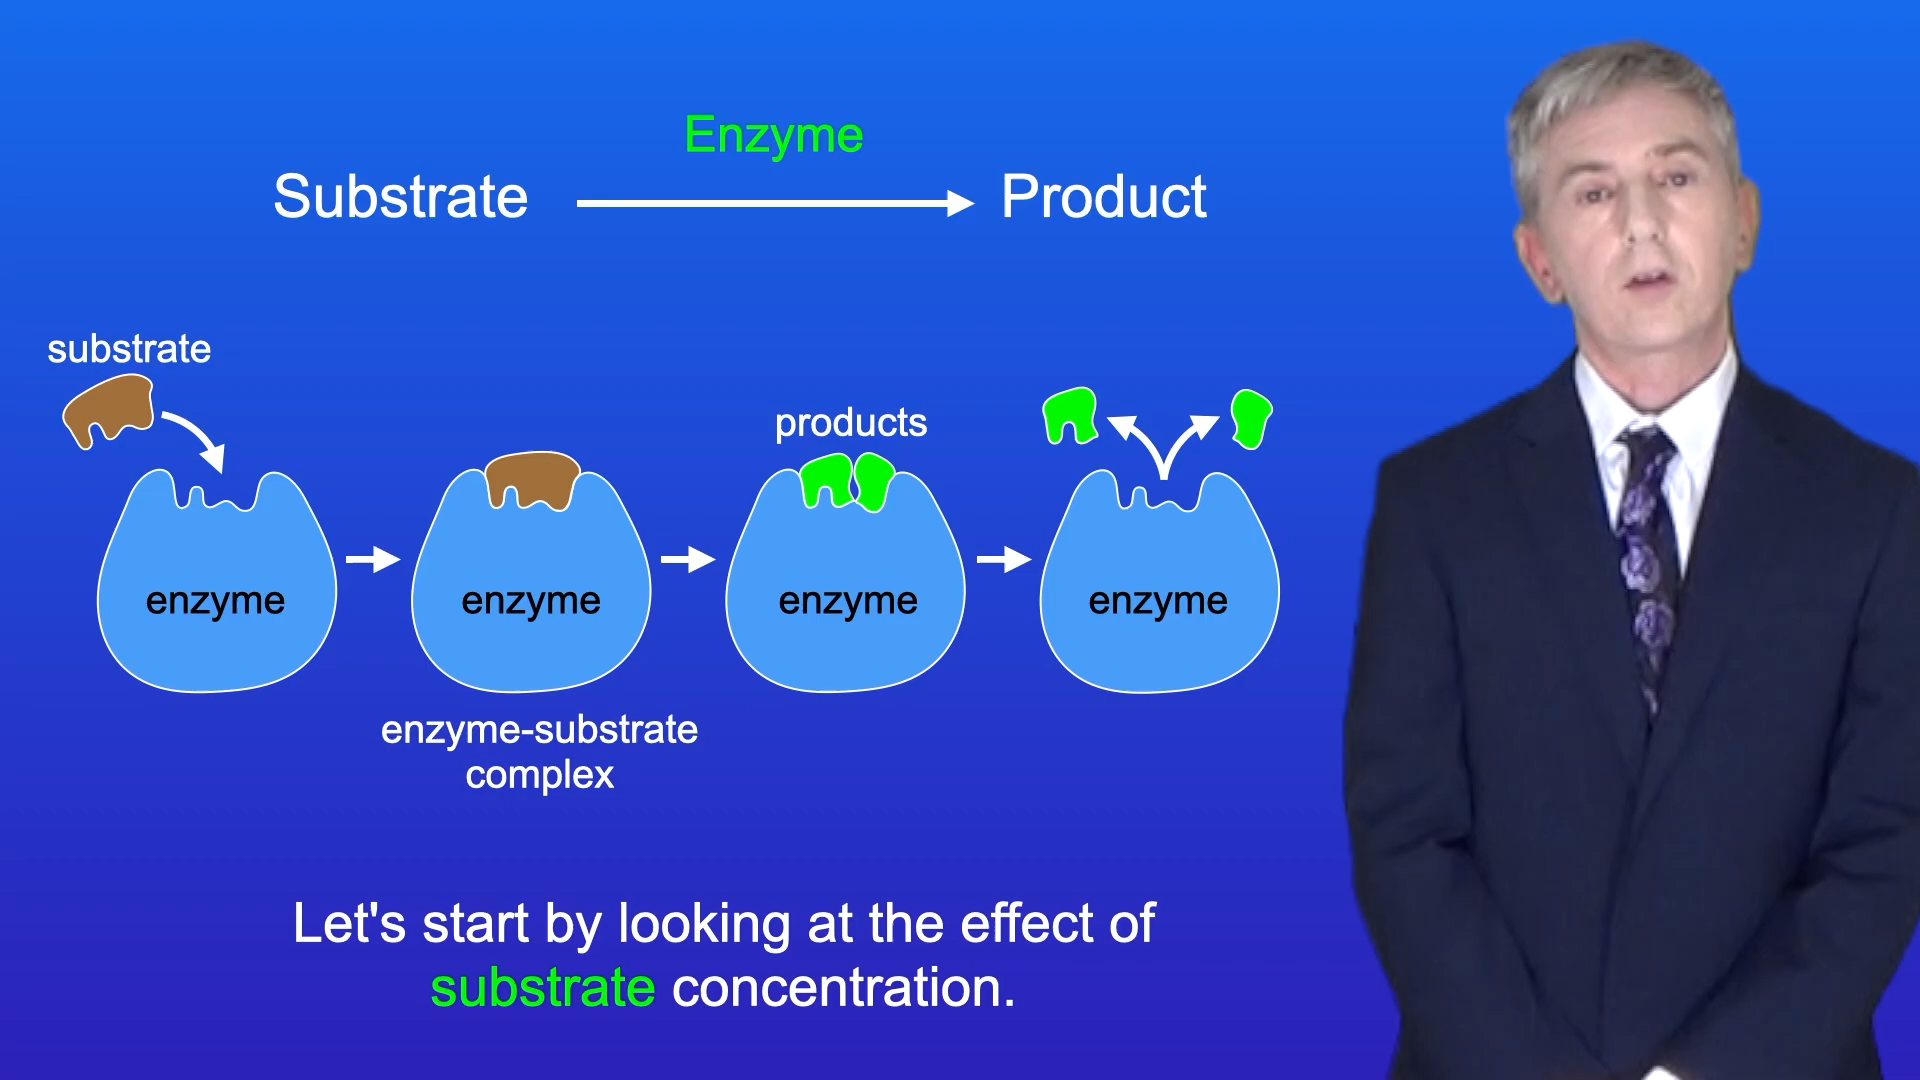 Enzyme
Substrate
Product
substrate
products
enzyme
enzyme
enzyme
enzyme
enzyme-substrate
complex
Let's start by looking at the effect of
substrate concentration.